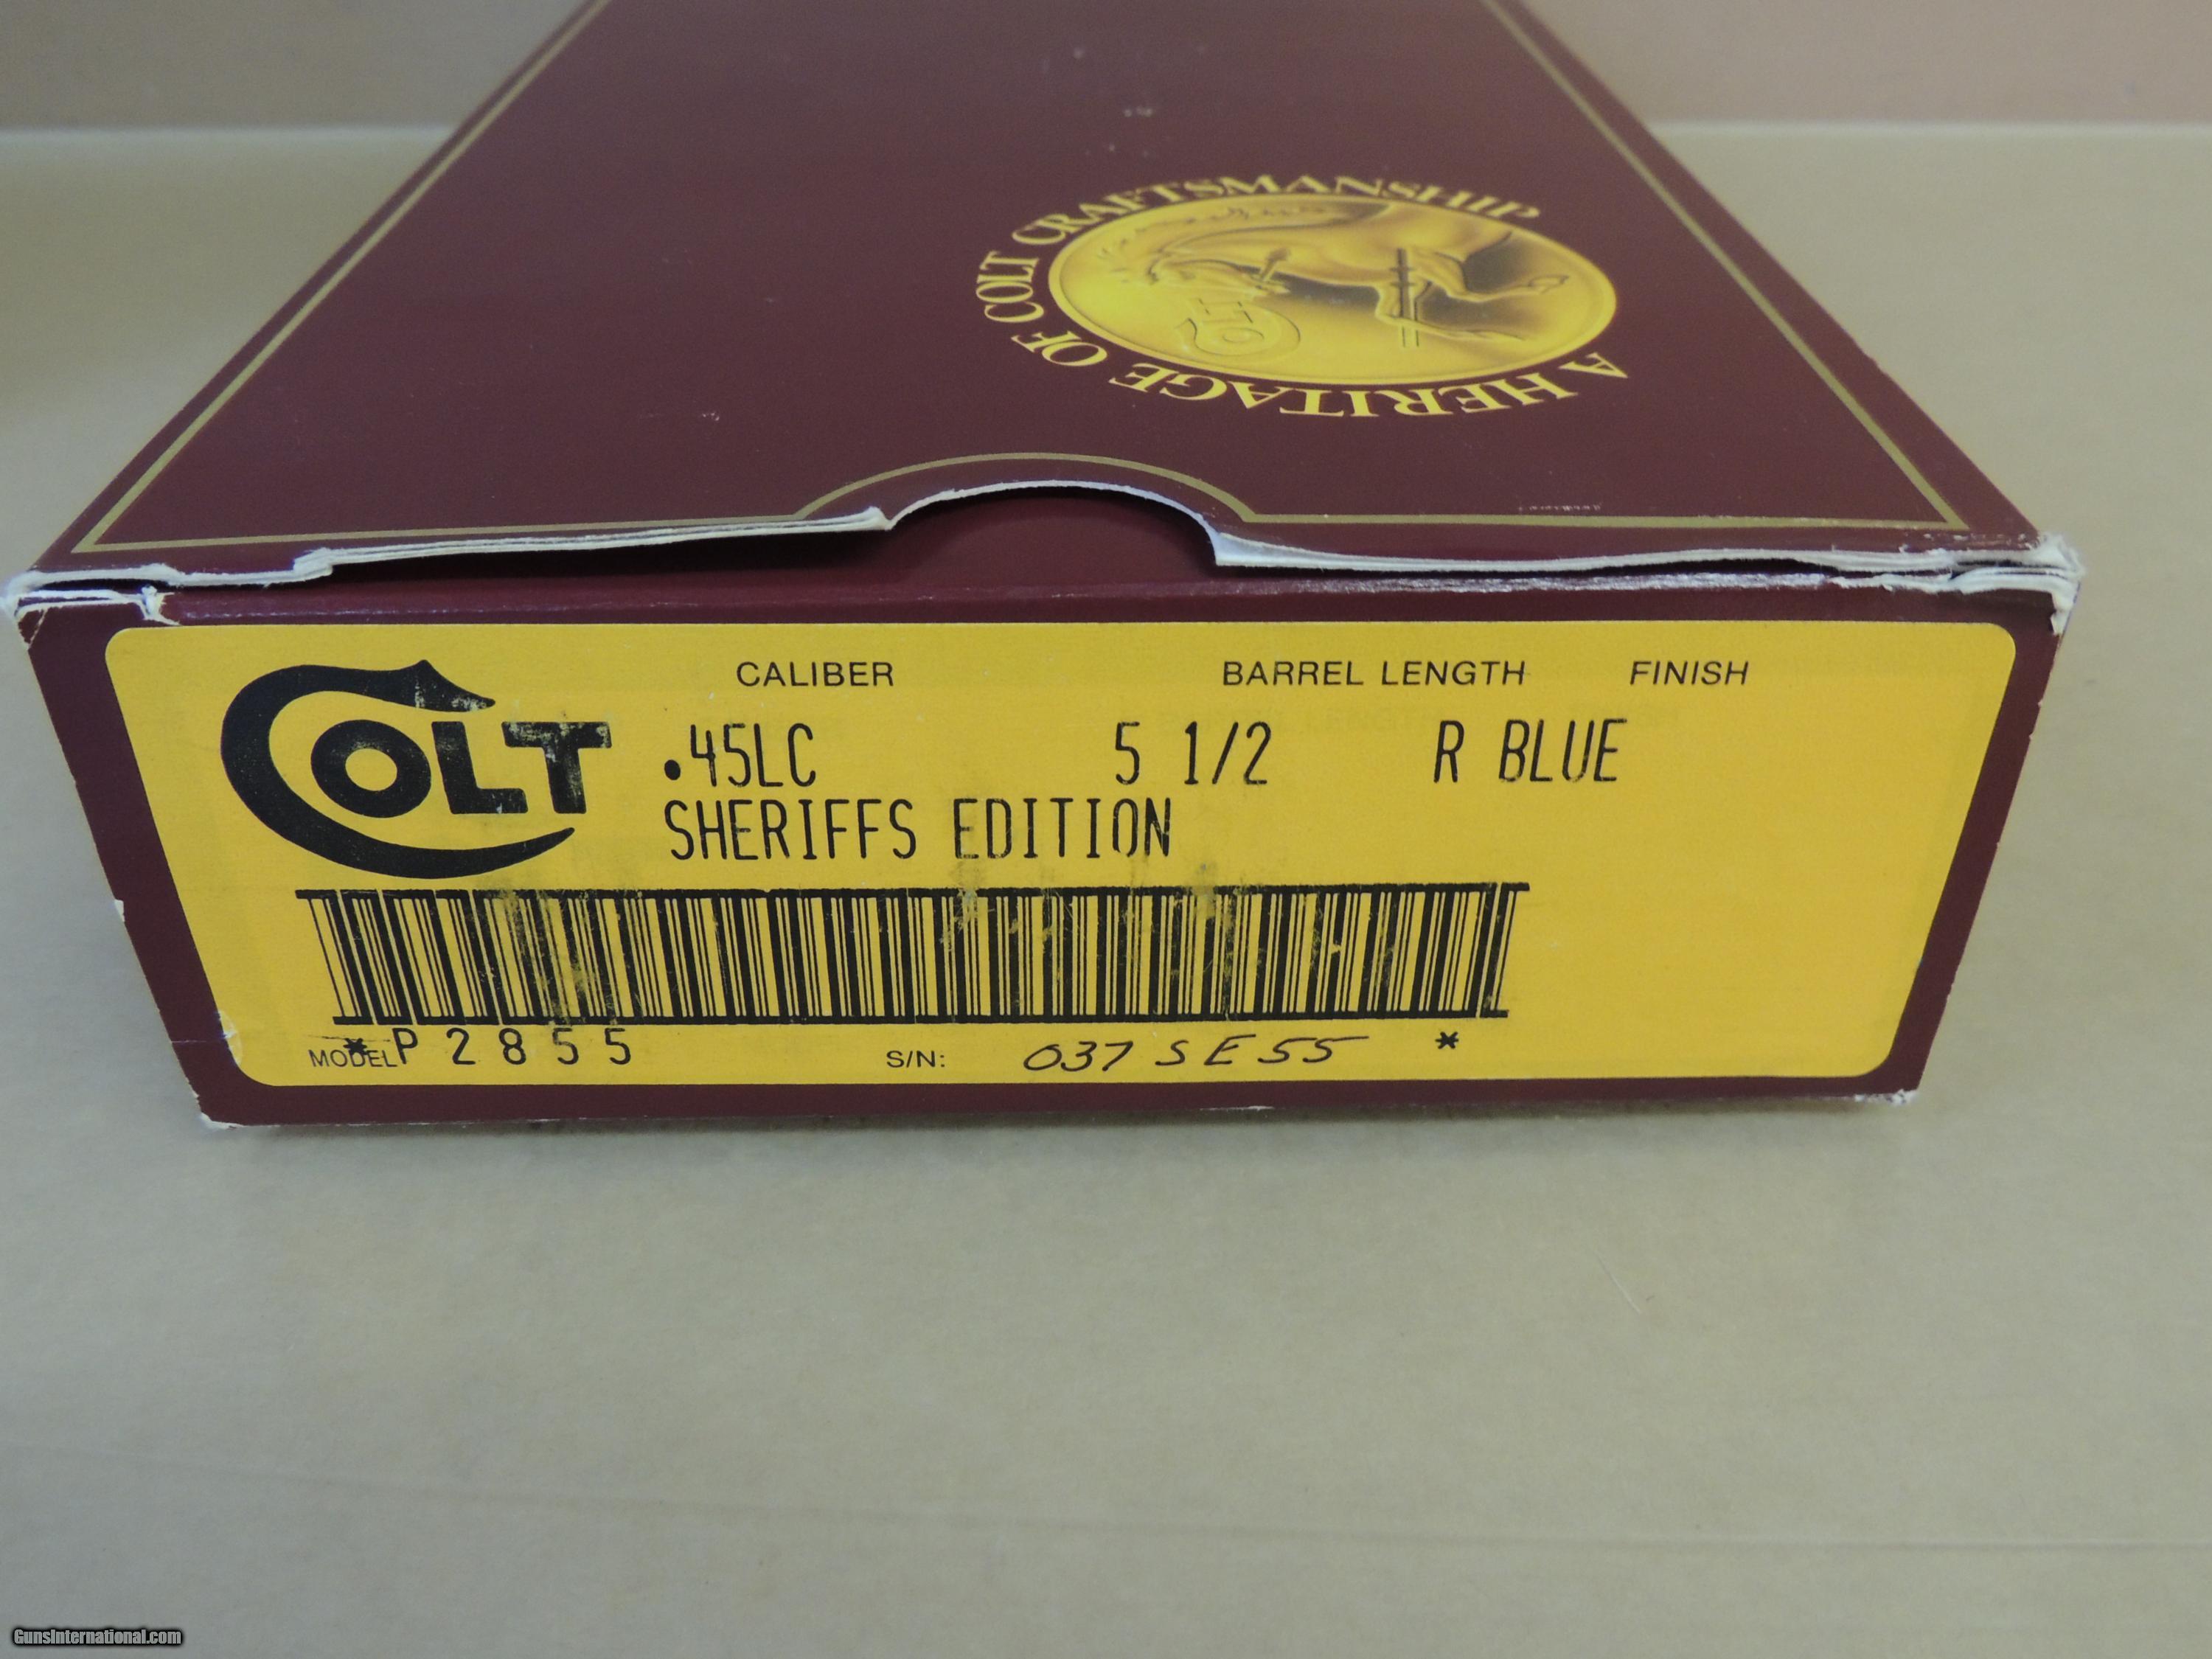 A HERITAGE OF COLT CRAFTSMANSHIP
COLT
COLT
CALIBER BARREL LENGTH FINISH
.45LC 5 1/2 R BLUE
SHERIFFS EDITION
MODEL *P2855 S/N: 037SE55 *
GunsInternational.com